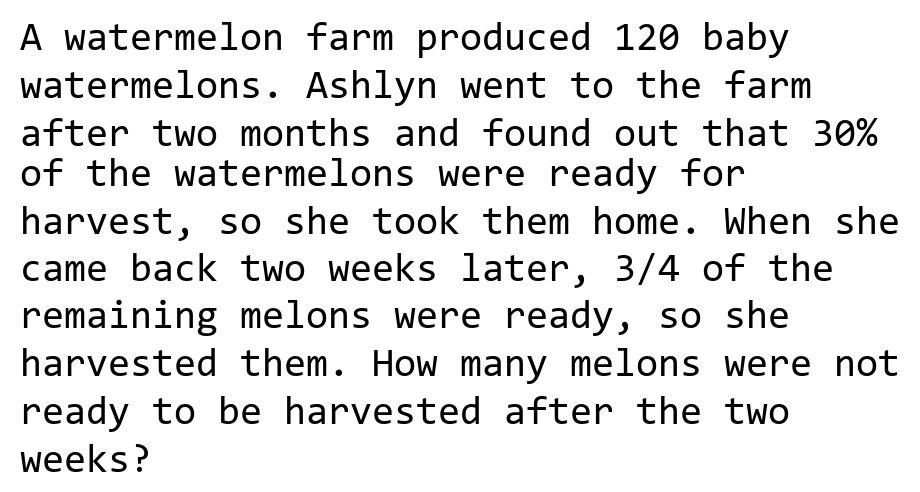 A watermelon farm produced 120 baby
watermelons. Ashlyn went to the farm
after two months and found out that 30%
of the watermelons were ready for
harvest, so she took them home. When she
came back two weeks later, 3/4 of the
remaining melons were ready, so she
harvested them. How many melons were not
ready to be harvested after the two
weeks?